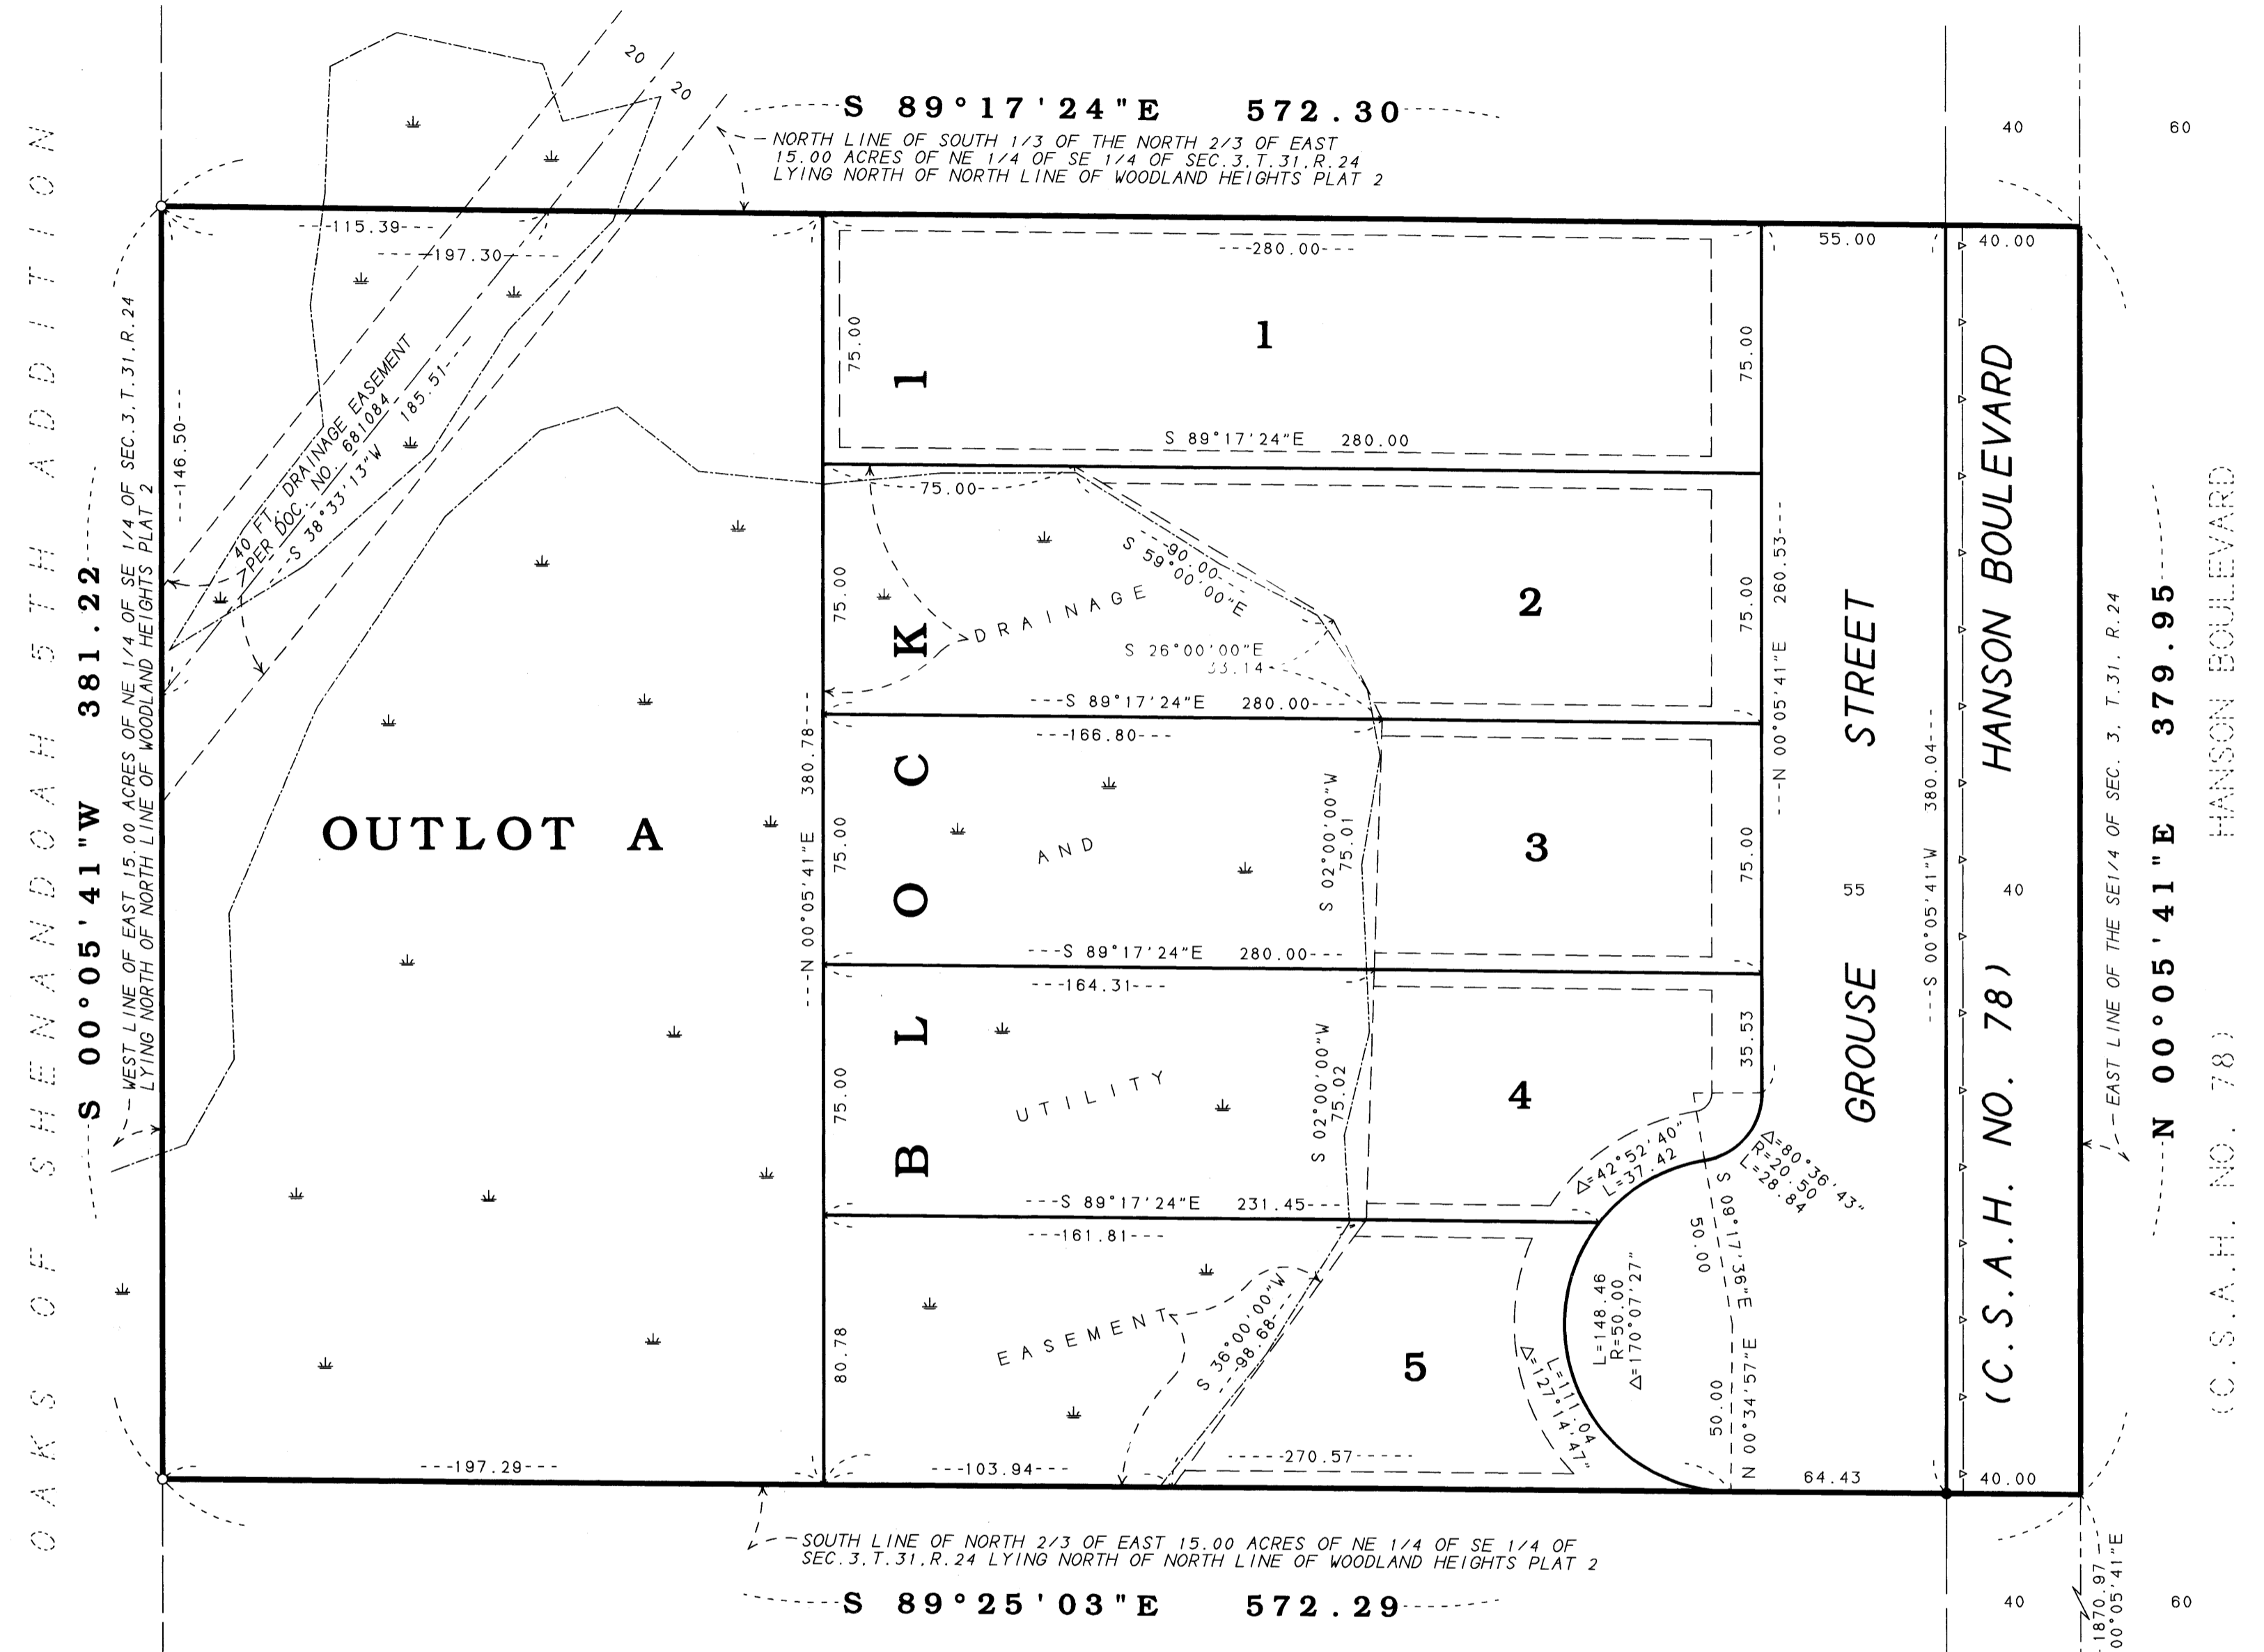 20
20
S 89°17'24"E 572.30
NORTH LINE OF SOUTH 1/3 OF THE NORTH 2/3 OF EAST
15.00 ACRES OF NE 1/4 OF SE 1/4 OF SEC.3,T.31,R.24
LYING NORTH OF NORTH LINE OF WOODLAND HEIGHTS PLAT 2
40
60
115.39
197.30
280.00
55.00
40.00
OAKS OF SHENANDOAH 5TH ADDITION
S 00°05'41"W 381.22
WEST LINE OF EAST 15.00 ACRES OF NE 1/4 OF SE 1/4 OF SEC.3,T.31,R.24
LYING NORTH OF NORTH LINE OF WOODLAND HEIGHTS PLAT 2
146.50
40 FT. DRAINAGE EASEMENT
PER DOC. NO. 681084
S 38°33'13"W 185.51
OUTLOT A
N 00°05'41"E 380.78
BLOCK 1
75.00
1
75.00
S 89°17'24"E 280.00
75.00
75.00
90.00
S 59°00'00"E
DRAINAGE
S 26°00'00"E
33.14
2
75.00
N 00°05'41"E 260.53
S 89°17'24"E 280.00
166.80
75.00
AND
S 02°00'00"W
75.01
3
75.00
S 89°17'24"E 280.00
164.31
75.00
UTILITY
S 02°00'00"W
75.02
4
35.53
Δ=42°52'40"
L=37.42
Δ=80°36'43"
R=20.50
L=28.84
S 89°17'24"E 231.45
161.81
80.78
EASEMENT
S 36°00'00"W
98.68
5
L=111.04
Δ=127°14'47"
L=148.46
R=50.00
Δ=170°07'27"
S 09°17'36"E
50.00
50.00
N 00°34'57"E
GROUSE STREET
55
S 00°05'41"W 380.04
40
HANSON BOULEVARD
(C.S.A.H. NO. 78)
EAST LINE OF THE SE1/4 OF SEC. 3, T.31, R.24
N 00°05'41"E 379.95
HANSON BOULEVARD
(C.S.A.H. NO. 78)
197.29
103.94
270.57
64.43
40.00
SOUTH LINE OF NORTH 2/3 OF EAST 15.00 ACRES OF NE 1/4 OF SE 1/4 OF
SEC.3,T.31,R.24 LYING NORTH OF NORTH LINE OF WOODLAND HEIGHTS PLAT 2
S 89°25'03"E 572.29
40
60
1870.97
00°05'41"E